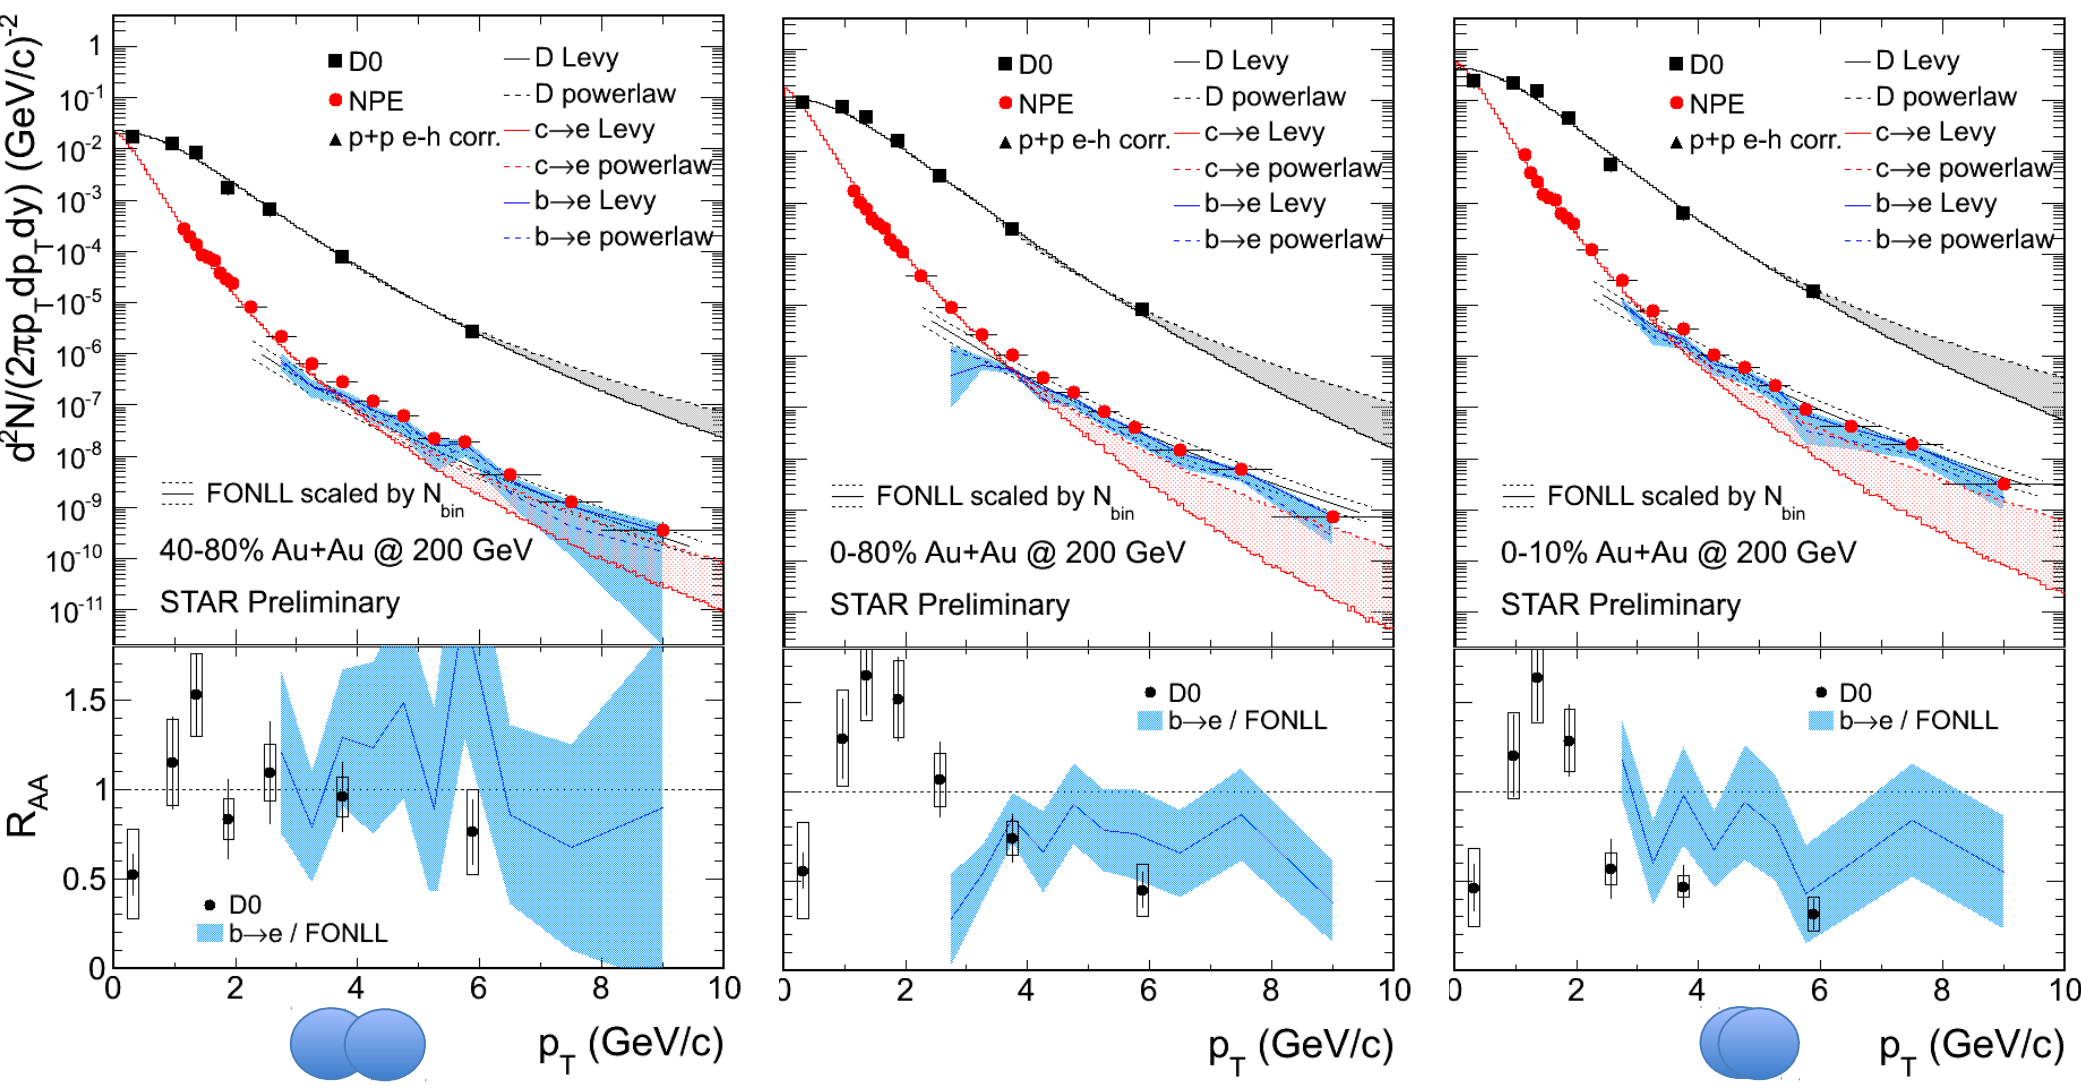 d²N/(2πp_T dp_T dy) (GeV/c)⁻²
1
10⁻¹
10⁻²
10⁻³
10⁻⁴
10⁻⁵
10⁻⁶
10⁻⁷
10⁻⁸
10⁻⁹
10⁻¹⁰
10⁻¹¹
D0
NPE
p+p e-h corr.
D Levy
D powerlaw
c→e Levy
c→e powerlaw
b→e Levy
b→e powerlaw
FONLL scaled by N_bin
40-80% Au+Au @ 200 GeV
STAR Preliminary
D0
NPE
p+p e-h corr.
D Levy
D powerlaw
c→e Levy
c→e powerlaw
b→e Levy
b→e powerlaw
FONLL scaled by N_bin
0-80% Au+Au @ 200 GeV
STAR Preliminary
D0
NPE
p+p e-h corr.
D Levy
D powerlaw
c→e Levy
c→e powerlaw
b→e Levy
b→e powerlaw
FONLL scaled by N_bin
0-10% Au+Au @ 200 GeV
STAR Preliminary
R_AA
1.5
1
0.5
0
D0
b→e / FONLL
0 2 4 6 8 10
p_T (GeV/c)
D0
b→e / FONLL
0 2 4 6 8 10
p_T (GeV/c)
D0
b→e / FONLL
0 2 4 6 8 10
p_T (GeV/c)